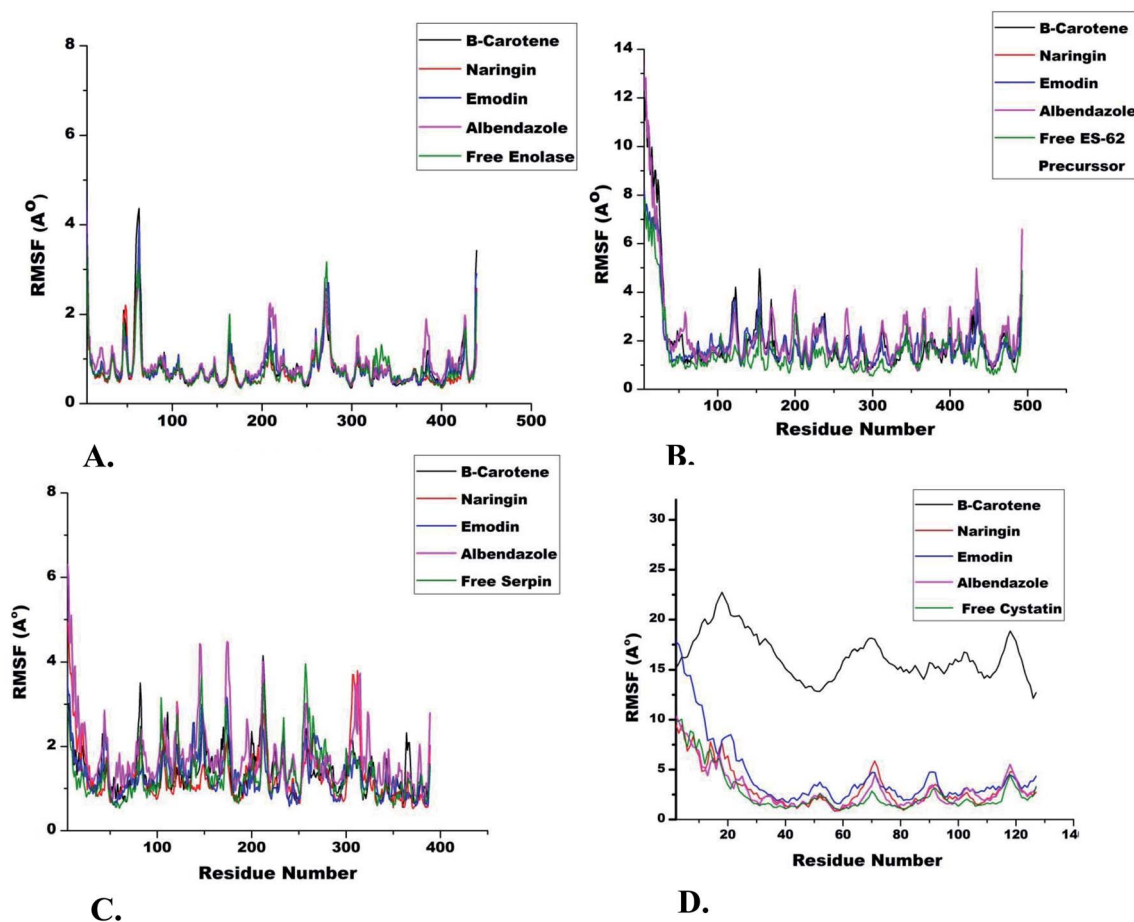 B-Carotene
Naringin
Emodin
Albendazole
Free Enolase
RMSF (A⁰)
8
6
4
2
0
100
200
300
400
500
A.
B-Carotene
Naringin
Emodin
Albendazole
Free ES-62
Precurssor
RMSF (A⁰)
14
12
10
8
6
4
2
0
100
200
300
400
500
Residue Number
B.
B-Carotene
Naringin
Emodin
Albendazole
Free Serpin
RMSF (A°)
8
6
4
2
0
100
200
300
400
Residue Number
C.
B-Carotene
Naringin
Emodin
Albendazole
Free Cystatin
RMSF (A°)
30
25
20
15
10
5
0
20
40
60
80
100
120
14
Residue Number
D.